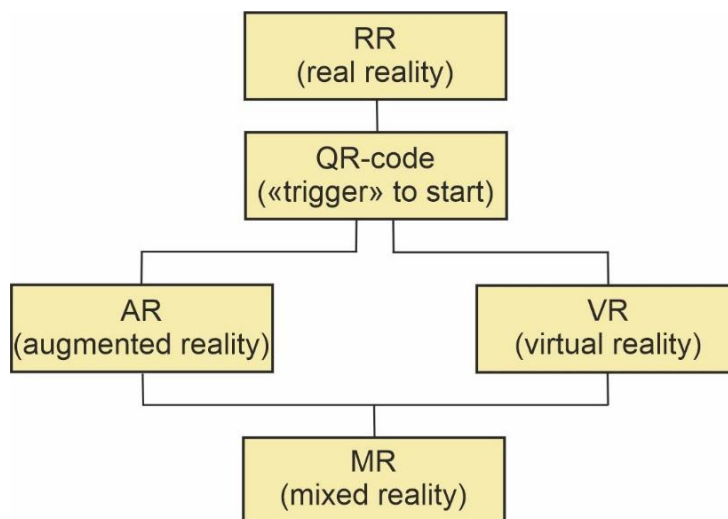 RR
(real reality)
QR-code
(«trigger» to start)
AR
(augmented reality)
VR
(virtual reality)
MR
(mixed reality)